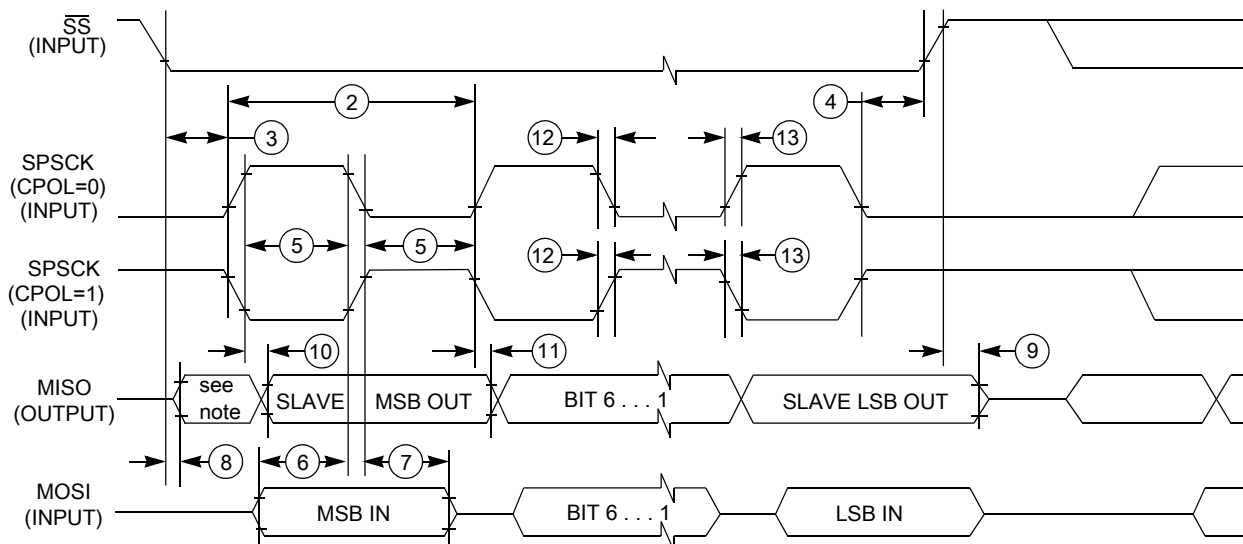 SS
(INPUT)
2
4
3
12
13
SPSCK
(CPOL=0)
(INPUT)
5
5
12
13
SPSCK
(CPOL=1)
(INPUT)
10
11
9
MISO
(OUTPUT)
see
note
SLAVE
MSB OUT
BIT 6 . . . 1
SLAVE LSB OUT
8
6
7
MOSI
(INPUT)
MSB IN
BIT 6 . . . 1
LSB IN